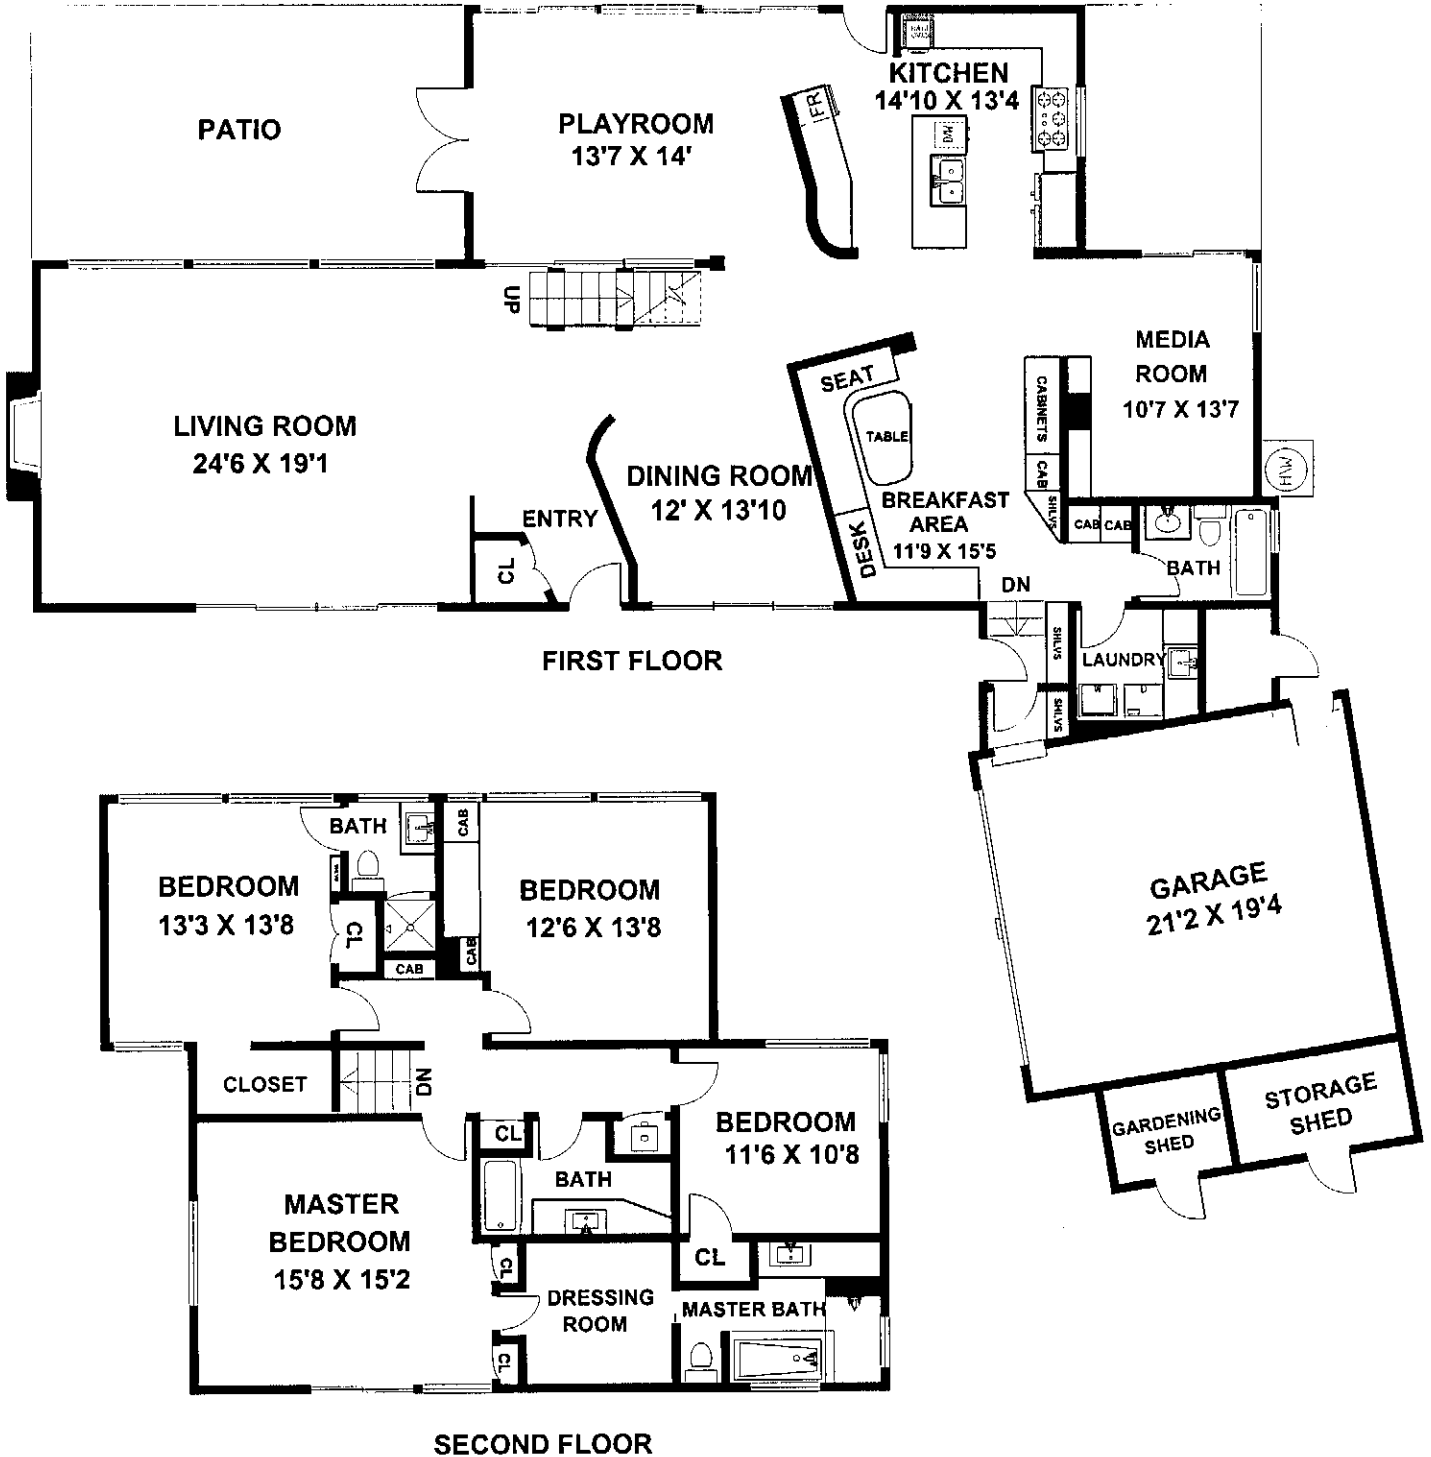 KITCHEN
14'10 X 13'4
PATIO
PLAYROOM
13'7 X 14'
FR
UP
MEDIA
ROOM
10'7 X 13'7
SEAT
TABLE
CABINETS
CAB
SHLVS
CAB
CAB
LIVING ROOM
24'6 X 19'1
DINING ROOM
12' X 13'10
ENTRY
CL
BREAKFAST
AREA
11'9 X 15'5
DESK
DN
BATH
WH
FIRST FLOOR
SHLVS
LAUNDRY
SHLVS
BATH
CAB
BEDROOM
13'3 X 13'8
CL
CAB
CAB
BEDROOM
12'6 X 13'8
GARAGE
21'2 X 19'4
CLOSET
DN
BEDROOM
11'6 X 10'8
CL
BATH
GARDENING
SHED
STORAGE
SHED
MASTER
BEDROOM
15'8 X 15'2
CL
CL
DRESSING
ROOM
CL
MASTER BATH
SECOND FLOOR